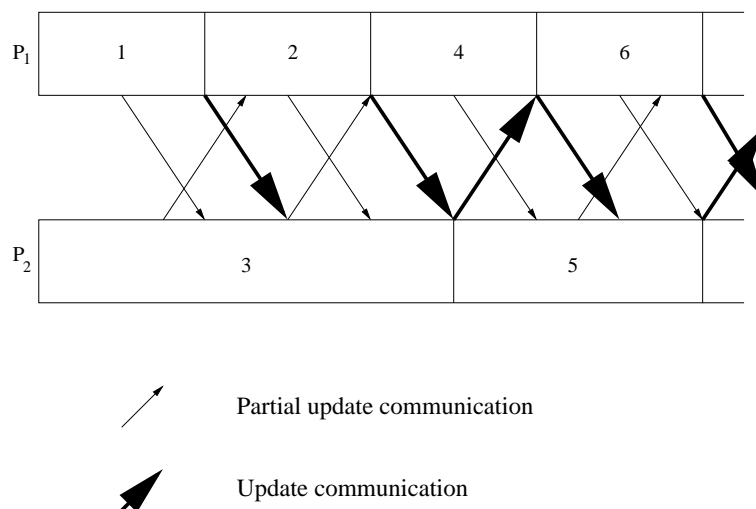 P1 1 2 4 6
P2 3 5
Partial update communication
Update communication